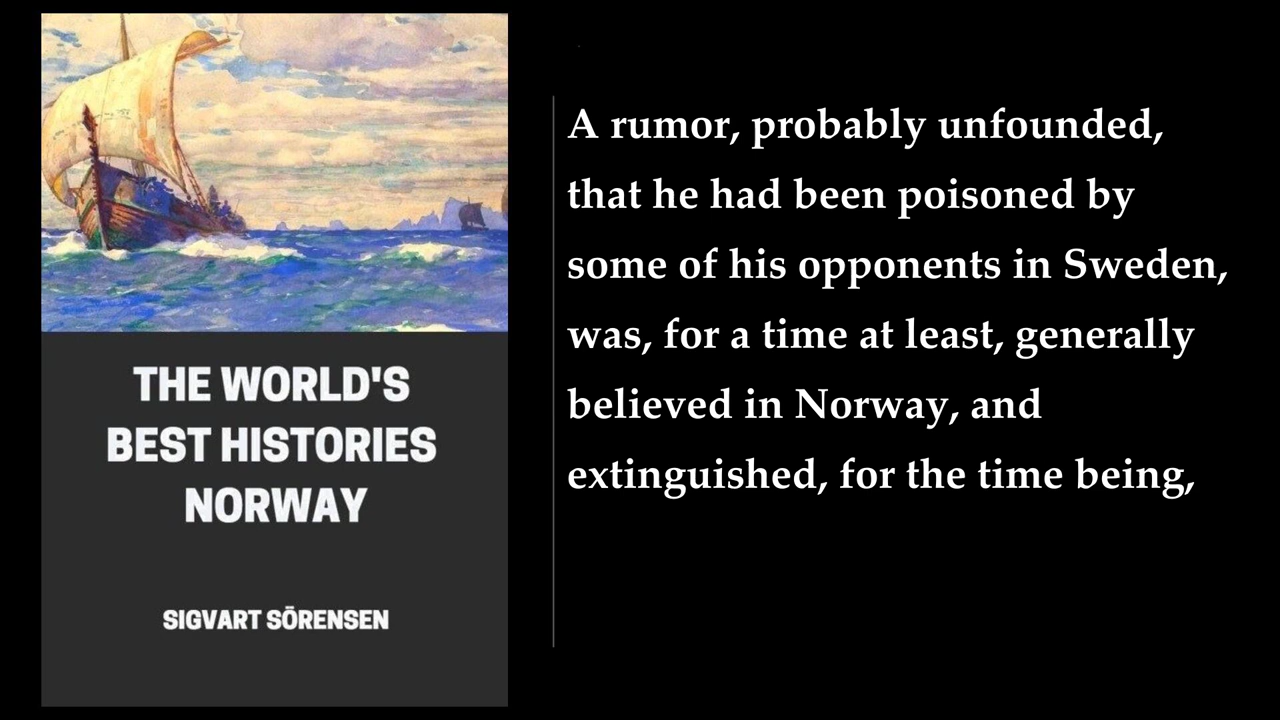 THE WORLD'S
BEST HISTORIES
NORWAY
SIGVART SÖRENSEN
A rumor, probably unfounded,
that he had been poisoned by
some of his opponents in Sweden,
was, for a time at least, generally
believed in Norway, and
extinguished, for the time being,